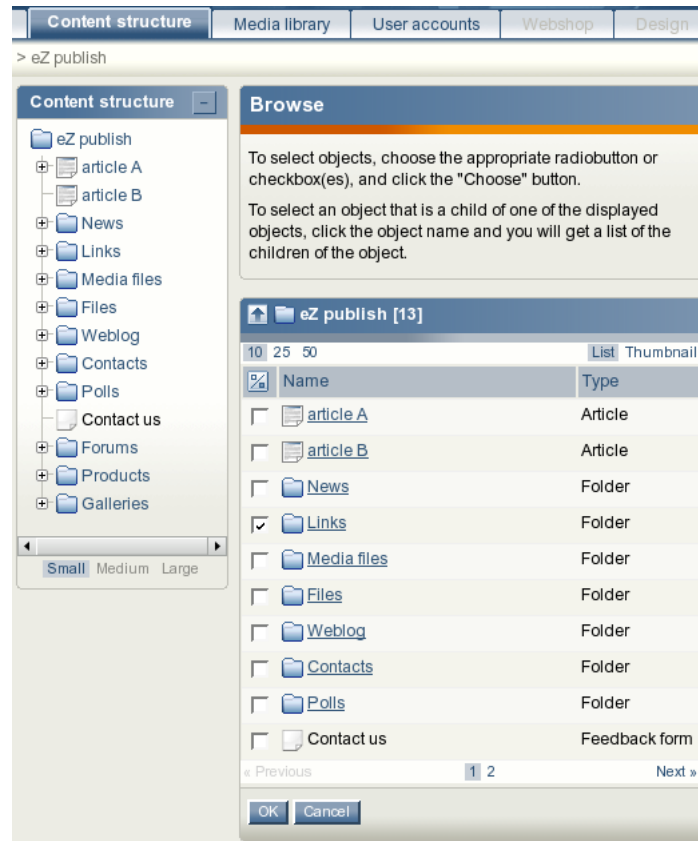 Content structure Media library User accounts Webshop Design
> eZ publish
Content structure
eZ publish
article A
article B
News
Links
Media files
Files
Weblog
Contacts
Polls
Contact us
Forums
Products
Galleries
Small Medium Large
Browse
To select objects, choose the appropriate radiobutton or
checkbox(es), and click the "Choose" button.
To select an object that is a child of one of the displayed
objects, click the object name and you will get a list of the
children of the object.
eZ publish [13]
10 25 50 List Thumbnail
Name Type
article A Article
article B Article
News Folder
Links Folder
Media files Folder
Files Folder
Weblog Folder
Contacts Folder
Polls Folder
Contact us Feedback form
« Previous 1 2 Next »
OK Cancel